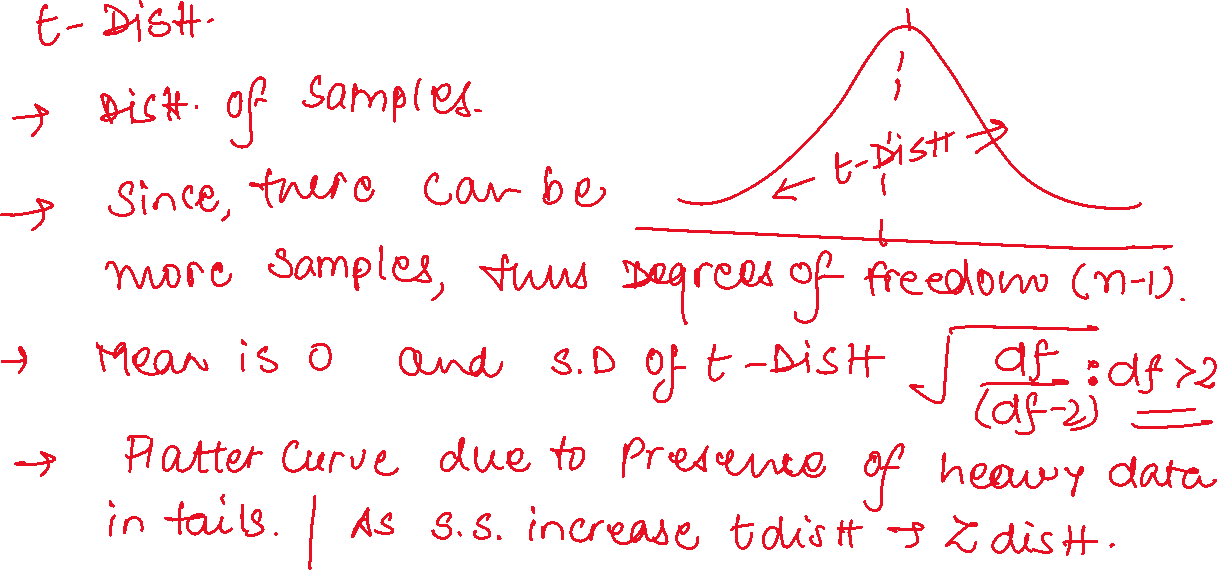 t-Distt.
→ Distt. of samples.
t-Distt
→ Since, there can be
more samples, thus Degrees of freedom (n-1).
→ Mean is 0 and S.D of t-Distt √(df/(df-2)) : df>2
→ Flatter curve due to Presence of heavy data
in tails. | As s.s. increase t distt → Z distt.